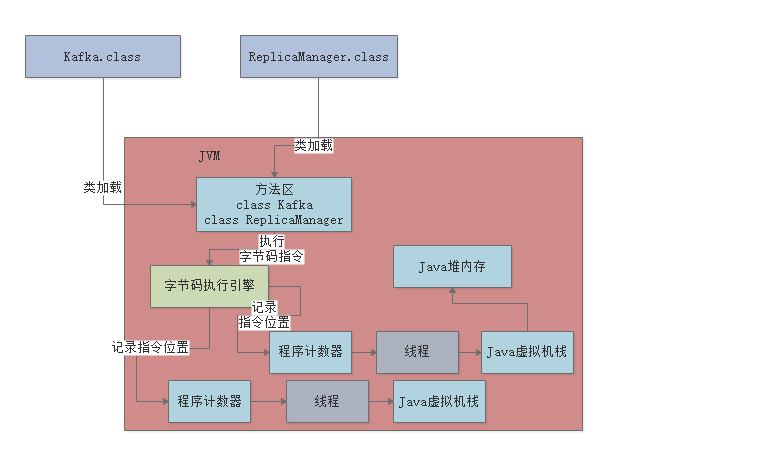 Kafka.class
ReplicaManager.class
JVM
类加载
类加载
方法区
class Kafka
class ReplicaManager
执行
字节码指令
字节码执行引擎
Java堆内存
记录
指令位置
记录指令位置
程序计数器
线程
Java虚拟机栈
程序计数器
线程
Java虚拟机栈